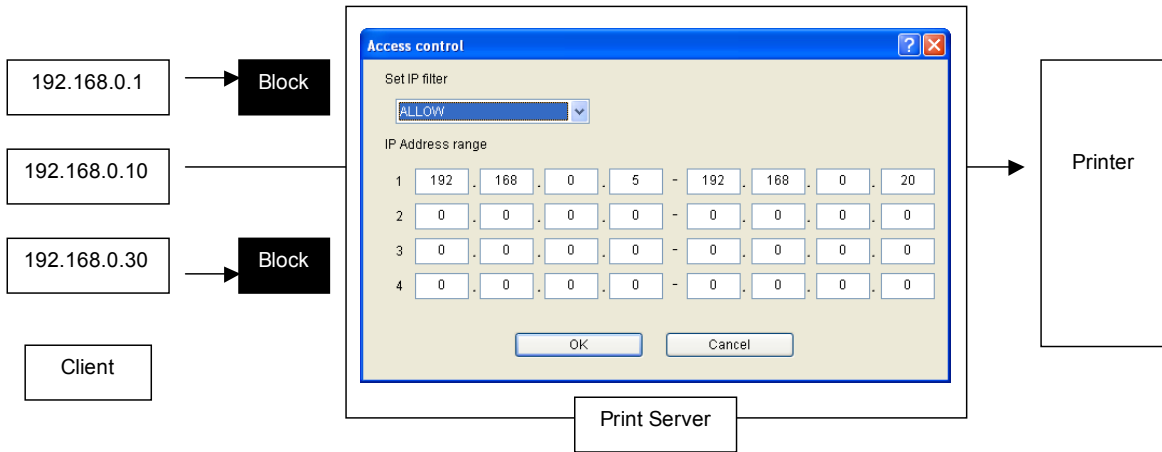 Access control
Set IP filter
ALLOW
IP Address range
1 192 . 168 . 0 . 5 - 192 . 168 . 0 . 20
2 0 . 0 . 0 . 0 - 0 . 0 . 0 . 0
3 0 . 0 . 0 . 0 - 0 . 0 . 0 . 0
4 0 . 0 . 0 . 0 - 0 . 0 . 0 . 0
OK Cancel
192.168.0.1 Block
192.168.0.10
192.168.0.30 Block
Client
Print Server
Printer